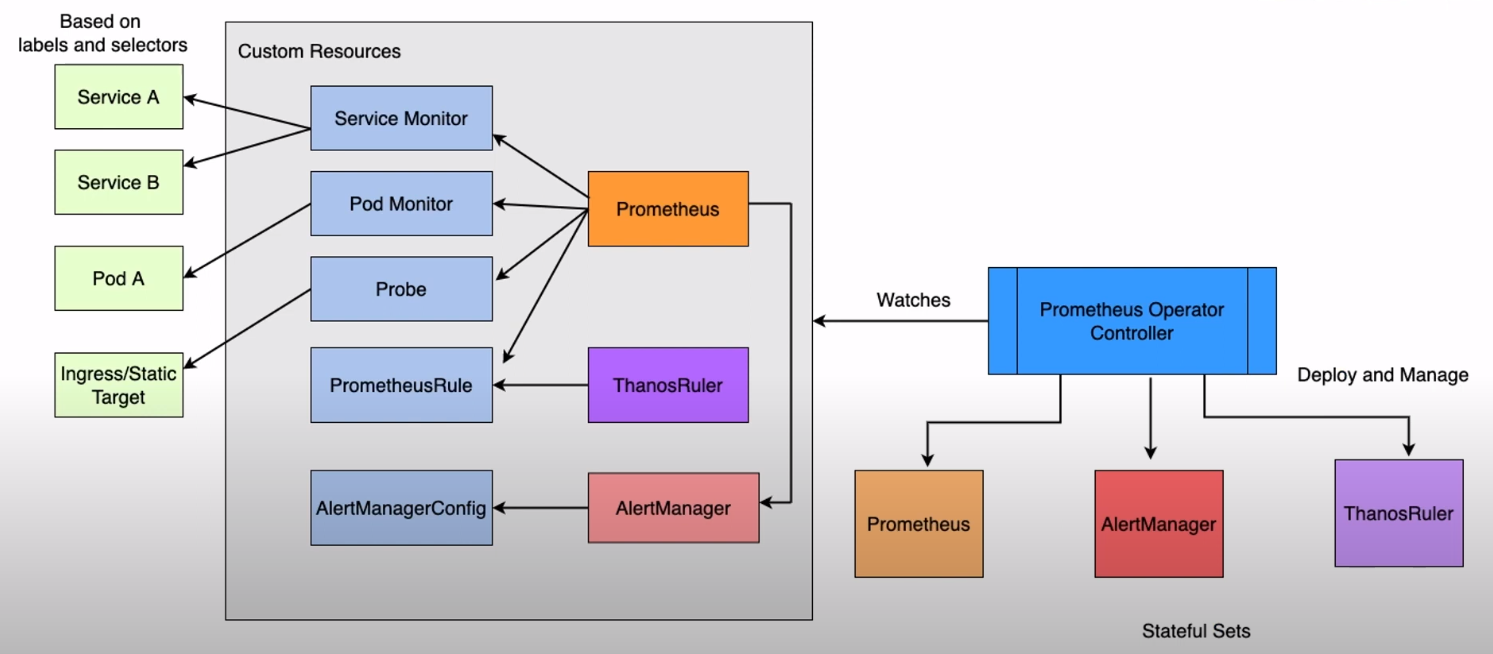 Based on
labels and selectors
Service A
Service B
Pod A
Ingress/Static
Target
Custom Resources
Service Monitor
Pod Monitor
Probe
PrometheusRule
AlertManagerConfig
Prometheus
ThanosRuler
AlertManager
Watches
Prometheus Operator
Controller
Deploy and Manage
Prometheus
AlertManager
ThanosRuler
Stateful Sets